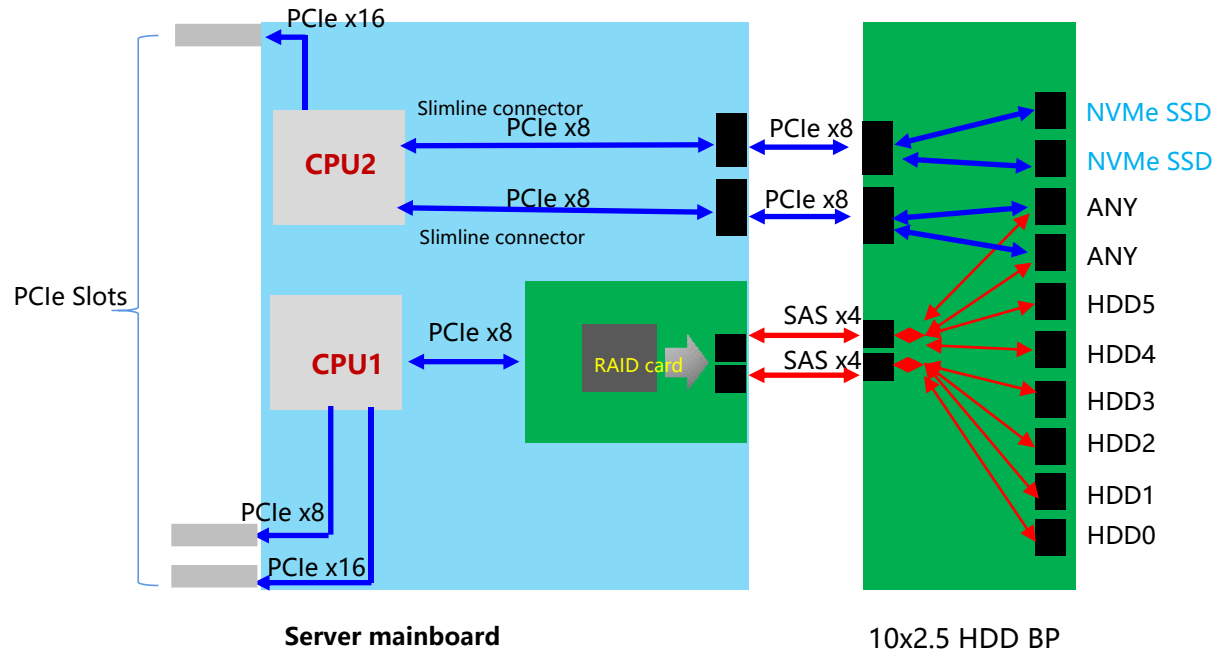 PCIe x16
Slimline connector
PCIe x8
PCIe x8
NVMe SSD
CPU2
NVMe SSD
PCIe x8
PCIe x8
ANY
Slimline connector
ANY
PCIe Slots
HDD5
SAS x4
PCIe x8
HDD4
CPU1
RAID card
SAS x4
HDD3
HDD2
HDD1
PCIe x8
HDD0
PCIe x16
Server mainboard
10x2.5 HDD BP